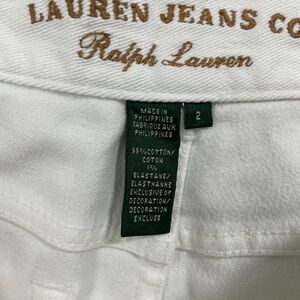 LAUREN JEANS CO
Ralph Lauren
MADE IN
PHILIPPINES
FABRIQUE AUX
PHILIPPINES
2
99%COTTON/
COTON
1%
ELASTANE/
ELASTHANNE
EXCLUSIVE OF
DECORATION/
DECORATION
EXCLUSE